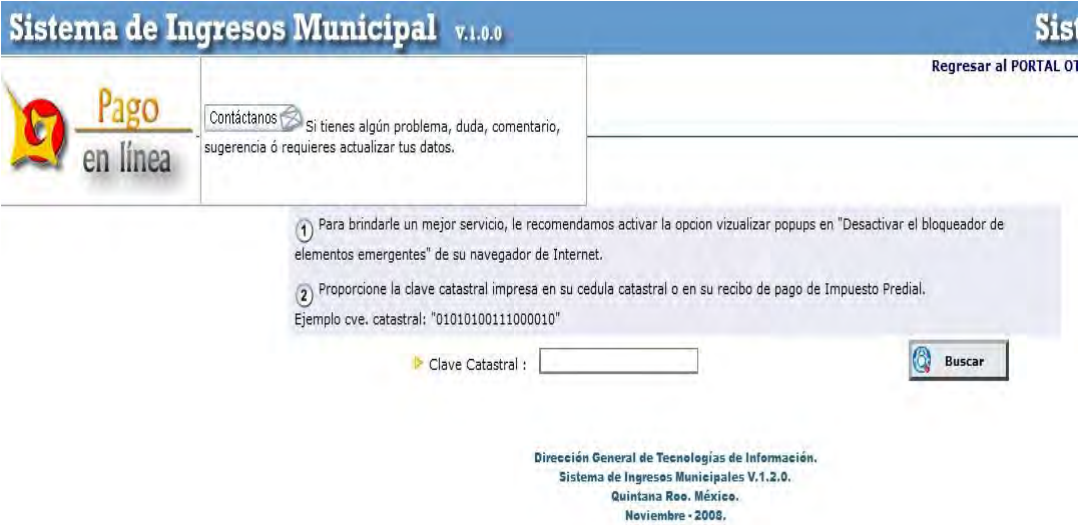 Sistema de Ingresos Municipal V.1.0.0
Sist
Regresar al PORTAL OT
Pago
en línea
Contáctanos Si tienes algún problema, duda, comentario,
sugerencia ó requieres actualizar tus datos.
1 Para brindarle un mejor servicio, le recomendamos activar la opcion vizualizar popups en "Desactivar el bloqueador de
elementos emergentes" de su navegador de Internet.
2 Proporcione la clave catastral impresa en su cedula catastral o en su recibo de pago de Impuesto Predial.
Ejemplo cve. catastral: "01010100111000010"
Clave Catastral :
Buscar
Dirección General de Tecnologías de Información.
Sistema de Ingresos Municipales V.1.2.0.
Quintana Roo. México.
Noviembre - 2008.